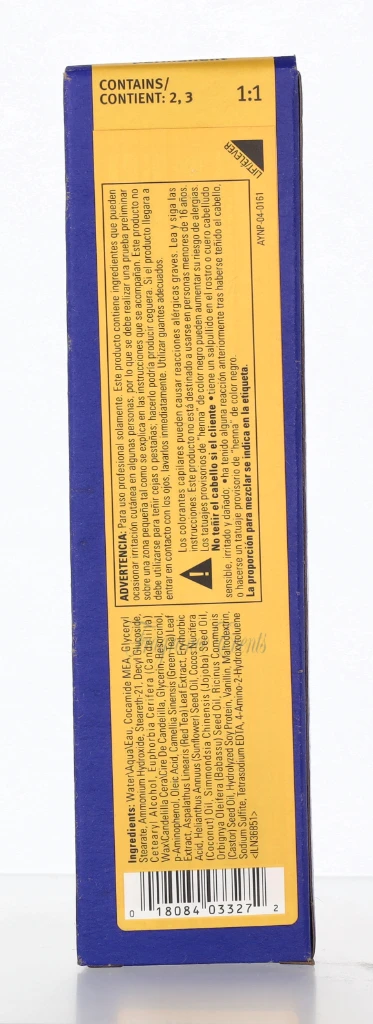 CONTAINS/
CONTIENT: 2, 3
1:1
LIFT/ÉLEVER
ADVERTENCIA: Para uso profesional solamente. Este producto contiene ingredientes que pueden
ocasionar irritación cutánea en algunas personas, por lo que se debe realizar una prueba preliminar
sobre una zona pequeña tal como se explica en las instrucciones que se acompañan. Este producto no
debe utilizarse para teñir cejas o pestañas; hacerlo podría producir ceguera. Si el producto llegara a
entrar en contacto con los ojos, lavarlos inmediatamente. Utilizar guantes adecuados.
Los colorantes capilares pueden causar reacciones alérgicas graves. Lea y siga las
instrucciones. Este producto no está destinado a usarse en personas menores de 16 años.
Los tatuajes provisorios de "henna" de color negro pueden aumentar su riesgo de alergias.
No teñir el cabello si el cliente •tiene un salpullido en el rostro o cuero cabelludo
sensible, irritado y dañado, •ha tenido alguna reacción anteriormente tras haberse teñido el cabello,
o hacerse un tatuaje provisorio de "henna" de color negro.
La proporción para mezclar se indica en la etiqueta.
AYNP-04-0161
Ingredients: Water\Aqua\Eau, Cocamide MEA, Glyceryl
Stearate, Ammonium Hydroxide, Steareth-21, Decyl Glucoside,
Cetearyl Alcohol, Euphorbia Cerifera (Candelilla)
Wax\Candelilla Cera\Cire De Candelilla, Glycerin, Resorcinol,
p-Aminophenol, Oleic Acid, Camellia Sinensis (Green Tea) Leaf
Extract, Aspalathus Linearis (Red Tea) Leaf Extract, Erythorbic
Acid, Helianthus Annuus (Sunflower) Seed Oil, Cocos Nucifera
(Coconut) Oil, Simmondsia Chinensis (Jojoba) Seed Oil,
Orbignya Oleifera (Babassu) Seed Oil, Ricinus Communis
(Castor) Seed Oil, Hydrolyzed Soy Protein, Vanillin, Maltodextrin,
Sodium Sulfite, Tetrasodium EDTA, 4-Amino-2-Hydroxytoluene
<ILN36851>
0 18084 03327 2